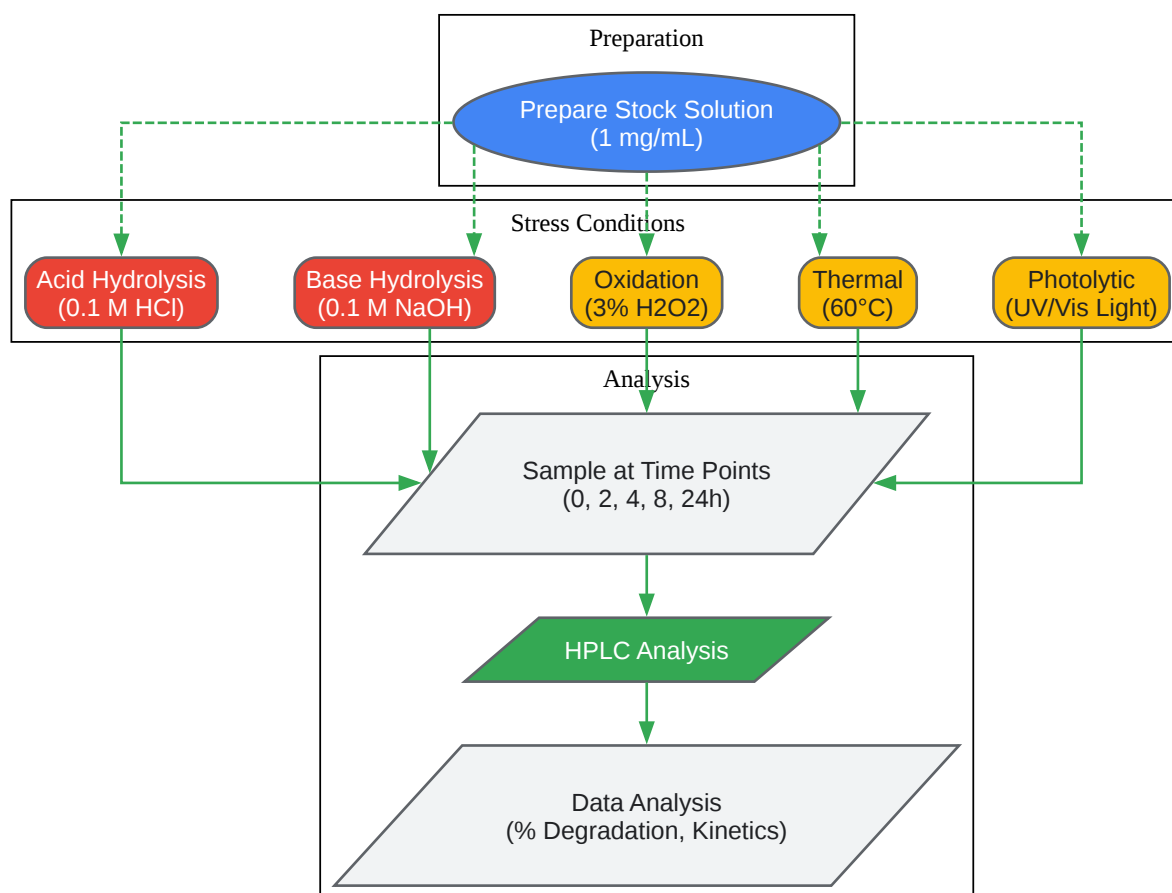 Preparation
Prepare Stock Solution
(1 mg/mL)
Stress Conditions
Acid Hydrolysis
(0.1 M HCl)
Base Hydrolysis
(0.1 M NaOH)
Oxidation
(3% H2O2)
Thermal
(60°C)
Photolytic
(UV/Vis Light)
Analysis
Sample at Time Points
(0, 2, 4, 8, 24h)
HPLC Analysis
Data Analysis
(% Degradation, Kinetics)